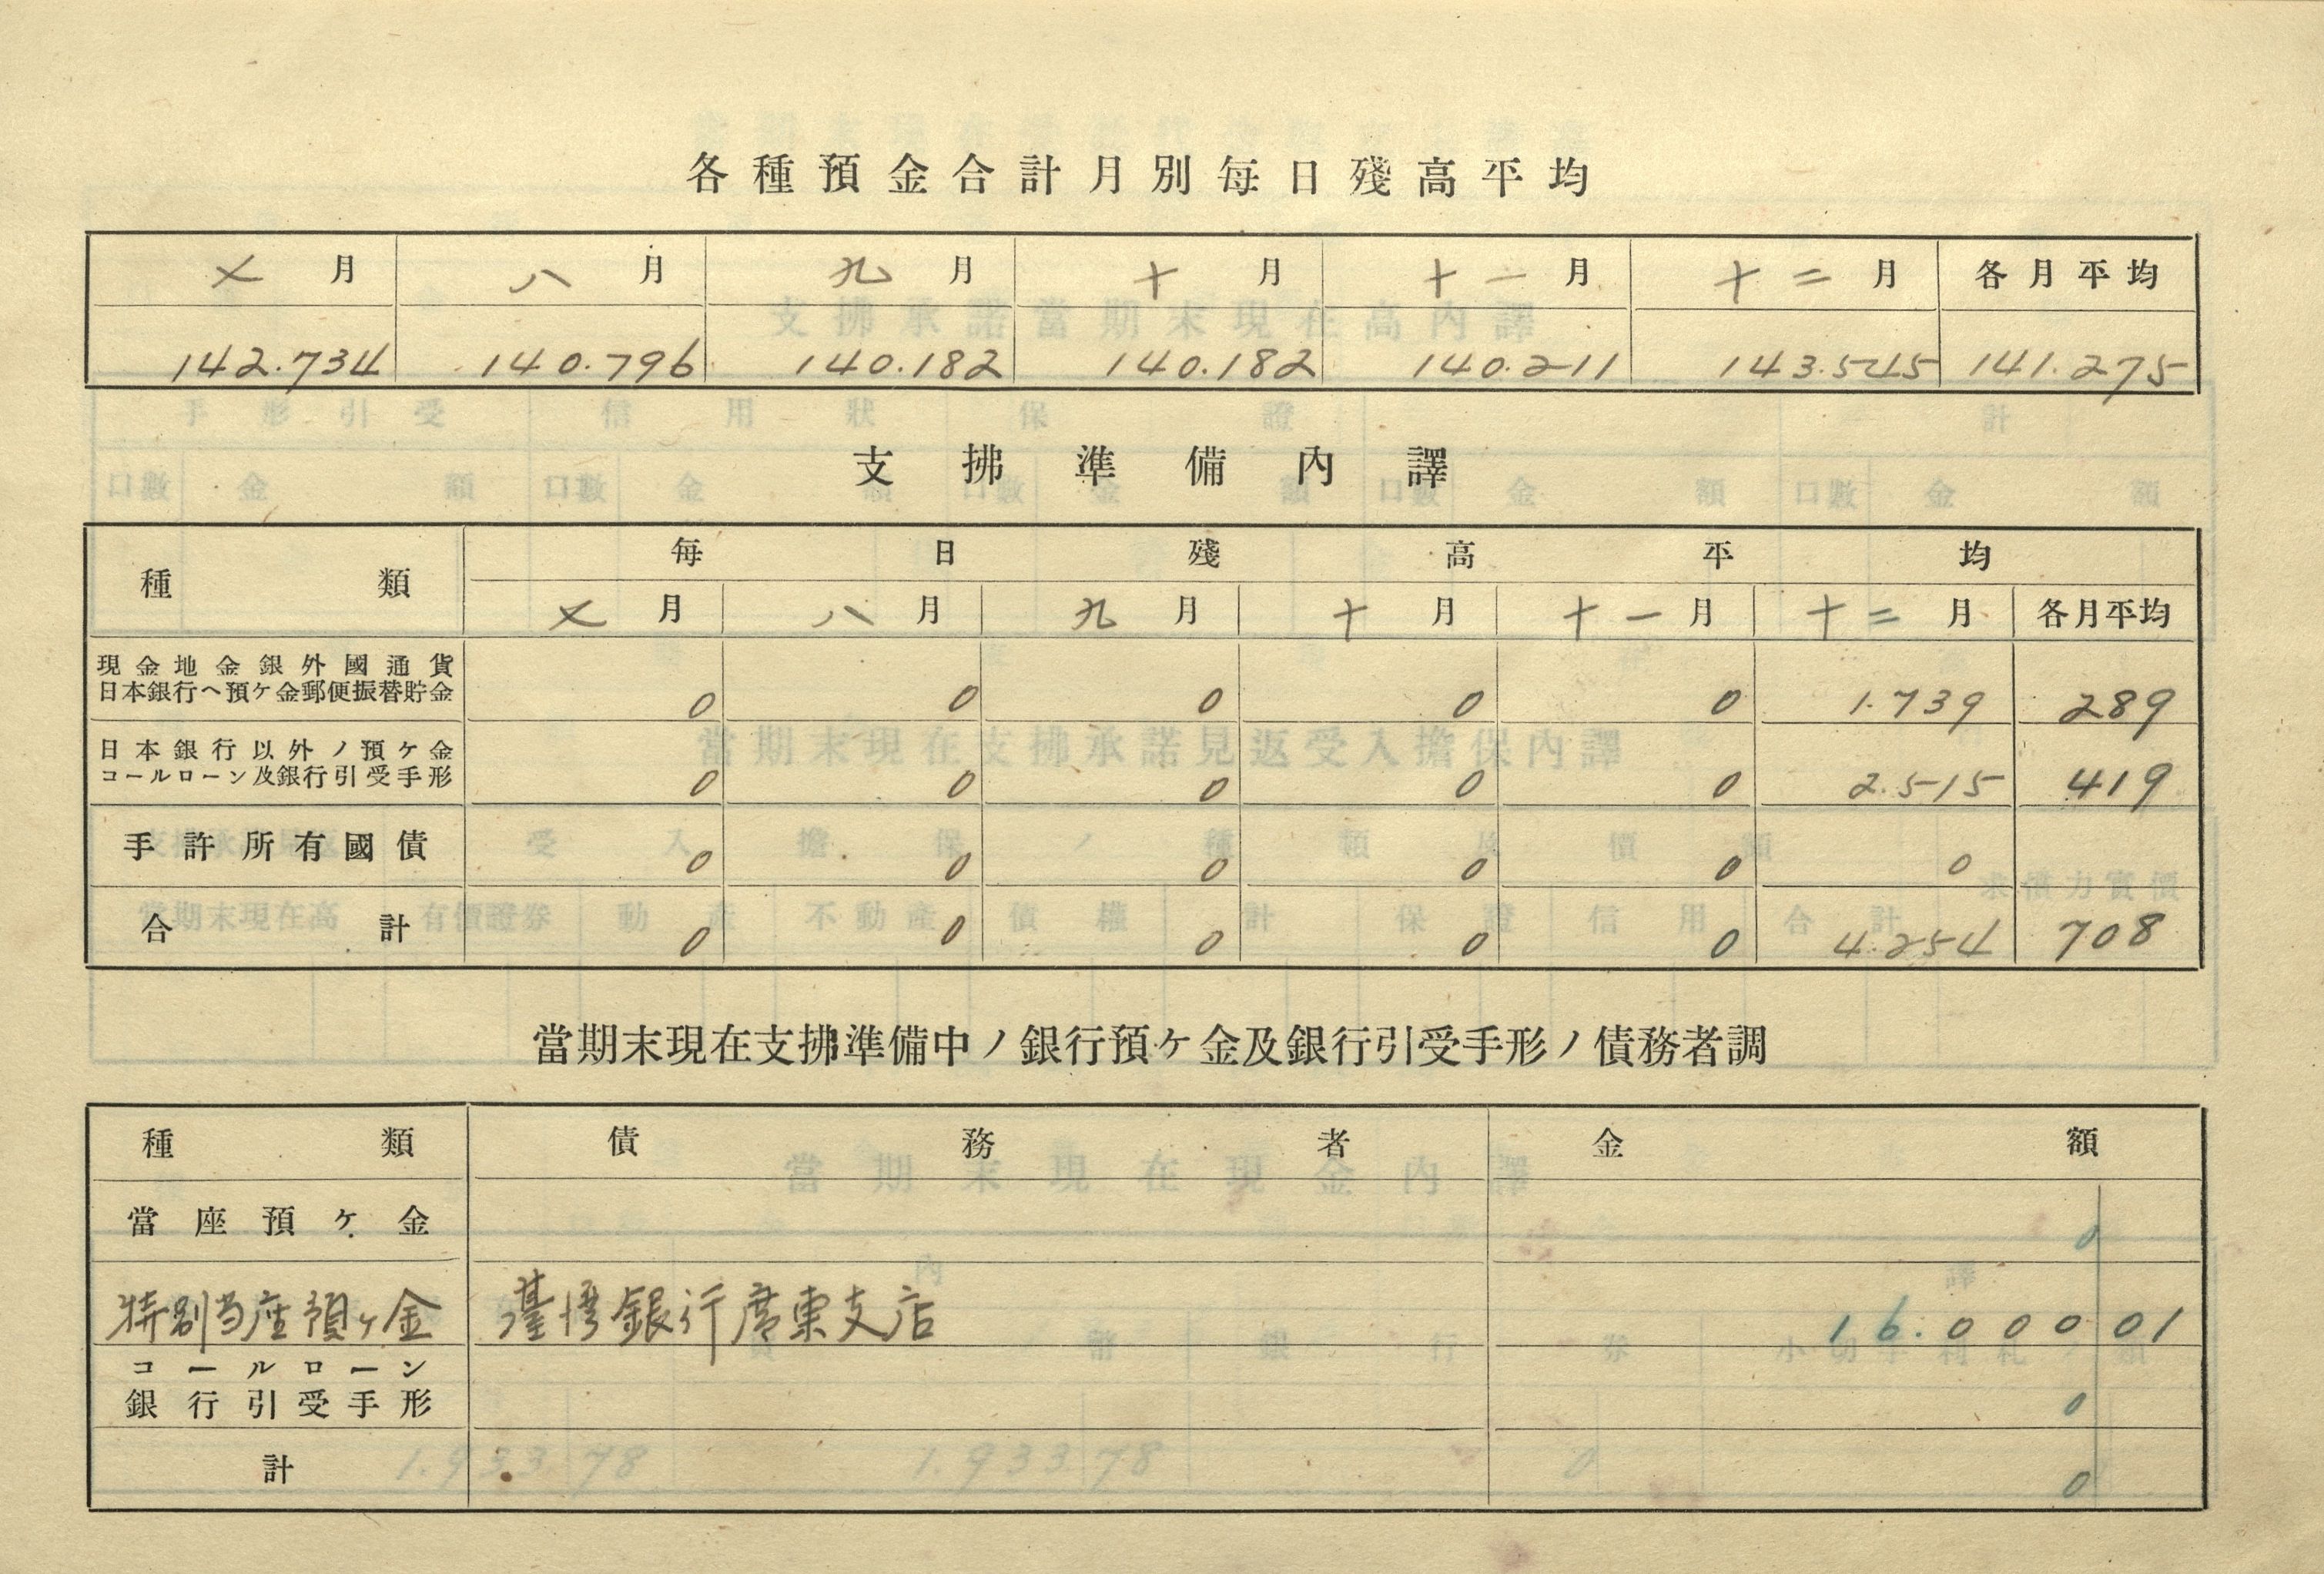 各種預金合計月別每日殘高平均
七月 八月 九月 十月 十一月 十二月 各月平均
142.734 140.796 140.182 140.182 140.211 143.545 141.275
支拂準備內譯
種類 每日殘高平均
七月 八月 九月 十月 十一月 十二月 各月平均
現金地金銀外國通貨
日本銀行ヘ預ケ金郵便振替貯金 0 0 0 0 0 1.739 289
日本銀行以外ノ預ケ金
コールローン及銀行引受手形 0 0 0 0 0 2.515 419
手許所有國債 0 0 0 0 0 0
合計 0 0 0 0 0 4.254 708
當期末現在支拂準備中ノ銀行預ケ金及銀行引受手形ノ債務者調
種類 債務者 金額
當座預ケ金 0
特別当座預ケ金 臺灣銀行廣東支店 16.000 01
コールローン
銀行引受手形 0
計 0